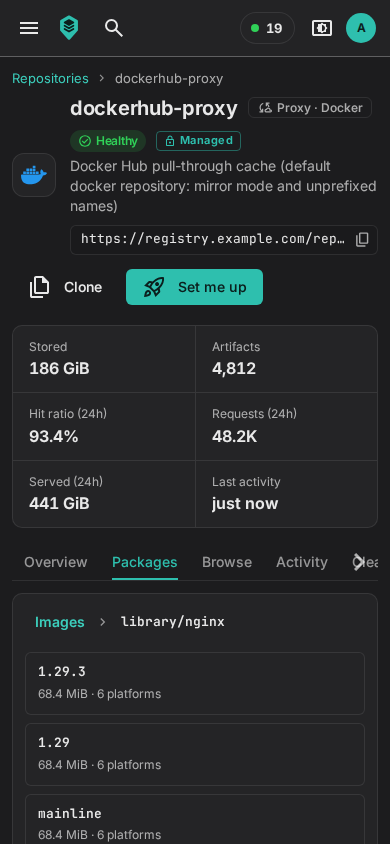 19
A
Repositories > dockerhub-proxy
dockerhub-proxy
Proxy · Docker
Healthy
Managed
Docker Hub pull-through cache (default
docker repository: mirror mode and unprefixed
names)
https://registry.example.com/rep…
Clone
Set me up
Stored
186 GiB
Artifacts
4,812
Hit ratio (24h)
93.4%
Requests (24h)
48.2K
Served (24h)
441 GiB
Last activity
just now
Overview
Packages
Browse
Activity
Images > library/nginx
1.29.3
68.4 MiB · 6 platforms
1.29
68.4 MiB · 6 platforms
mainline
68.4 MiB · 6 platforms